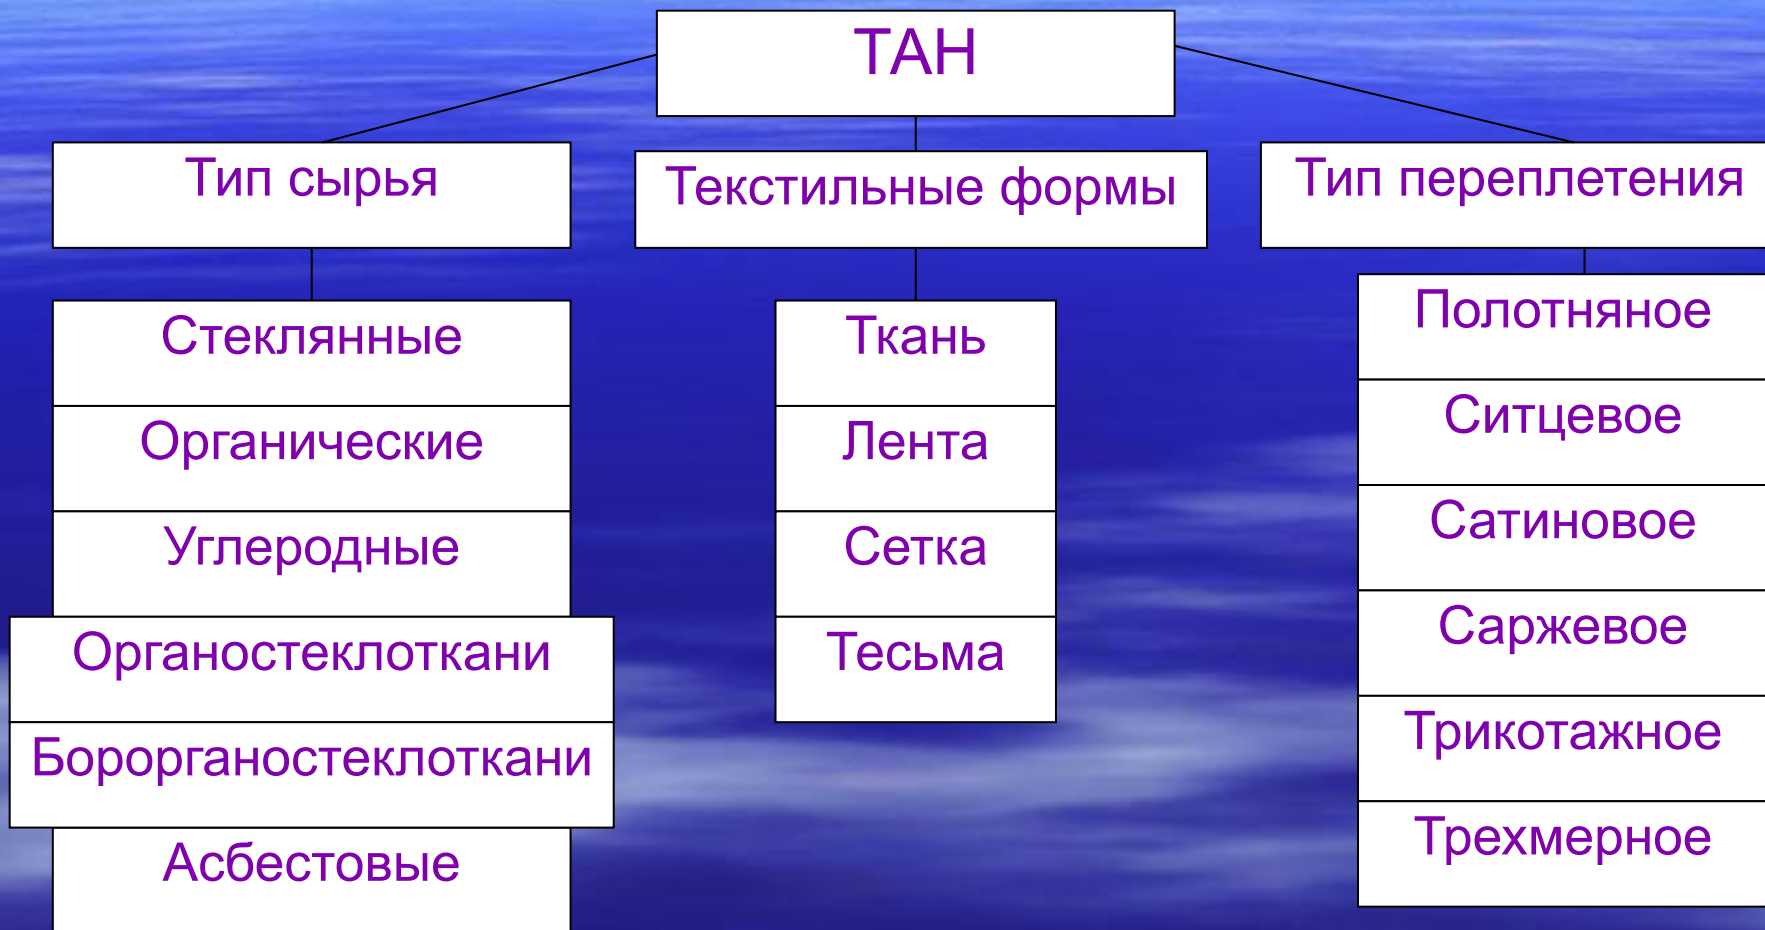 ТАН
Тип сырья
Текстильные формы
Тип переплетения
Стеклянные
Органические
Углеродные
Органостеклоткани
Борорганостеклоткани
Асбестовые
Ткань
Лента
Сетка
Тесьма
Полотняное
Ситцевое
Сатиновое
Саржевое
Трикотажное
Трехмерное